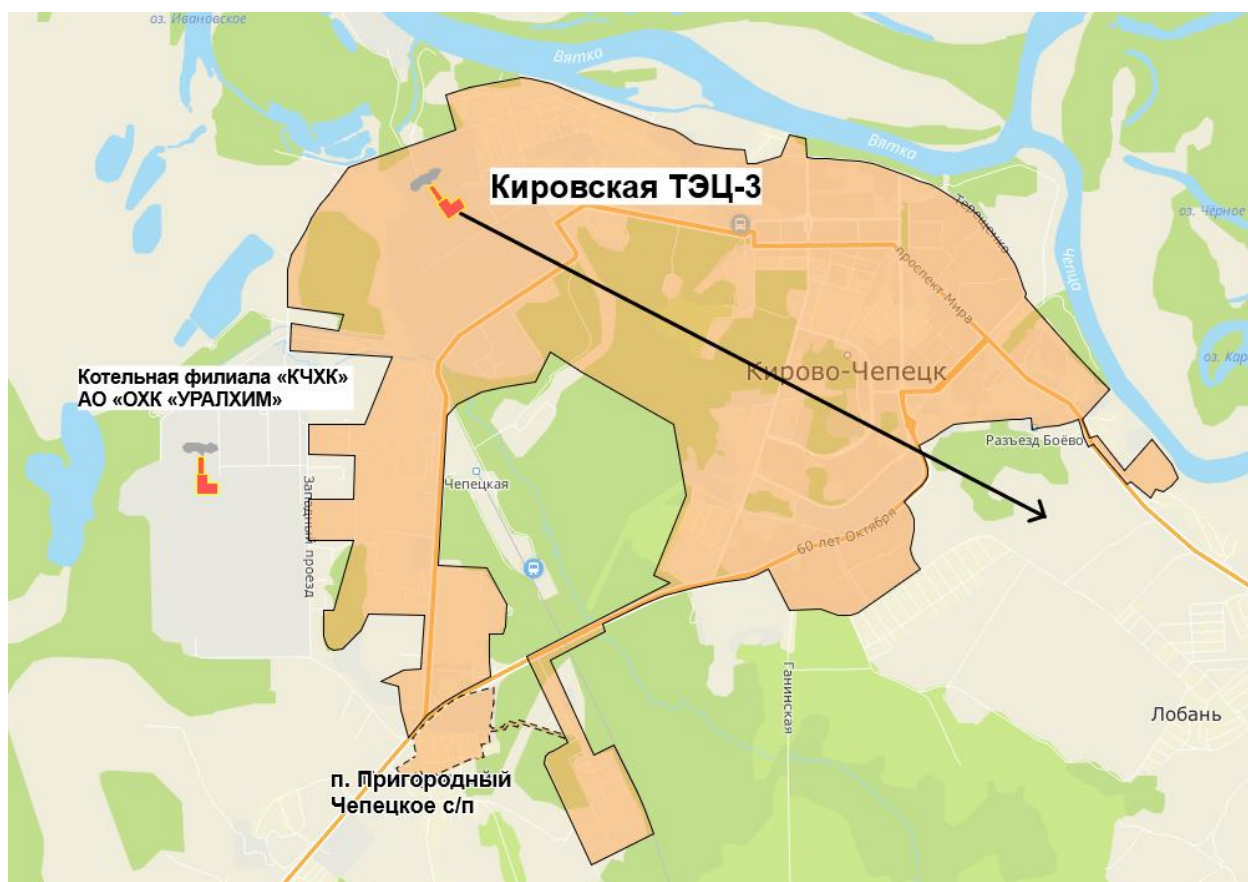 оз. Ивановское
Вятка
Вятка
Кировская ТЭЦ-3
Терещенко
оз. Чёрное
Чепца
проспект Мира
оз. Кар
Котельная филиала «КЧХК»
АО «ОХК «УРАЛХИМ»
Кирово-Чепецк
Разъезд Боёво
Чепецкая
Западный проезд
60 лет Октября
Ганинская
Лобань
п. Пригородный
Чепецкое с/п